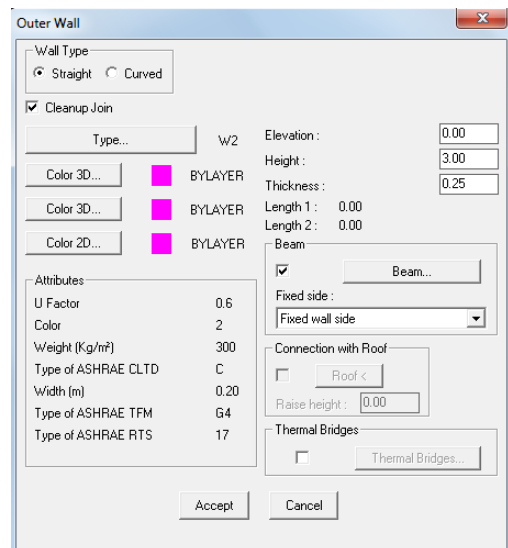 Outer Wall
Wall Type
Straight Curved
Cleanup Join
Type... W2
Color 3D... BYLAYER
Color 3D... BYLAYER
Color 2D... BYLAYER
Attributes
U Factor 0.6
Color 2
Weight (Kg/m²) 300
Type of ASHRAE CLTD C
Width (m) 0.20
Type of ASHRAE TFM G4
Type of ASHRAE RTS 17
Elevation : 0.00
Height : 3.00
Thickness : 0.25
Length 1 : 0.00
Length 2 : 0.00
Beam
Beam...
Fixed side :
Fixed wall side
Connection with Roof
Roof <
Raise height : 0.00
Thermal Bridges
Thermal Bridges...
Accept Cancel